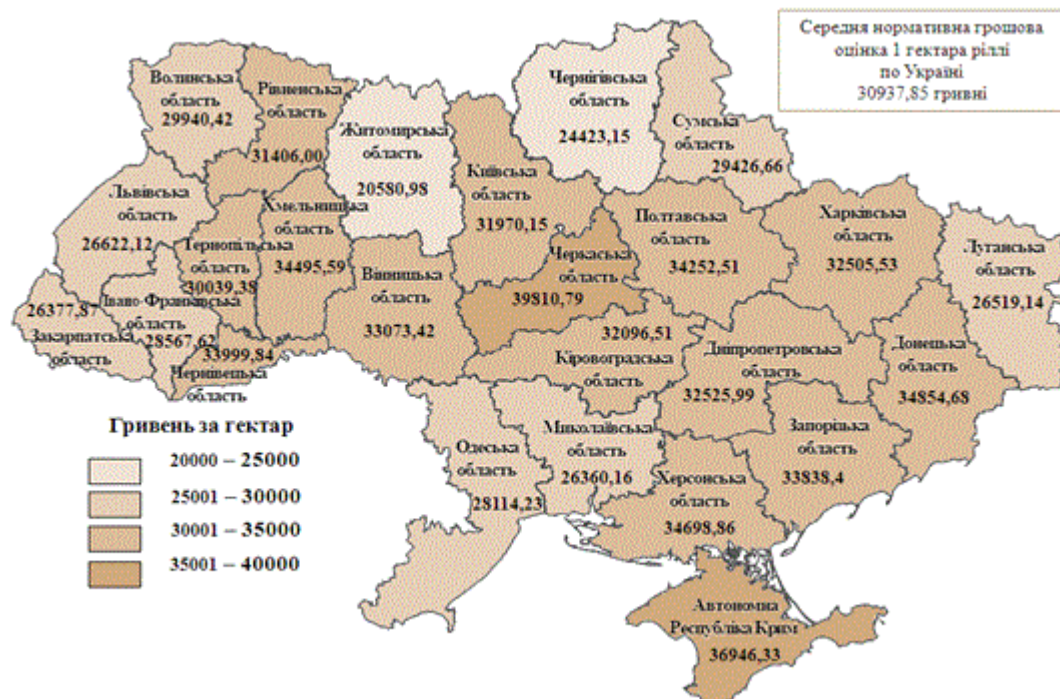 Середня нормативна грошова
оцінка 1 гектара ріллі
по Україні
30937,85 гривні
Волинська
область
29940,42
Рівненська
область
31406,00
Житомирська
область
20580,98
Чернігівська
область
24423,15
Сумська
область
29426,66
Київська
область
31970,15
Львівська
область
26622,12
Тернопільська
область
30039,38
Хмельницька
область
34495,59
Вінницька
область
33073,42
Черкаська
область
39810,79
Полтавська
область
34252,51
Харківська
область
32505,53
Луганська
область
26519,14
26377,87
Закарпатська
область
Івано-Франківська
область
28567,62
33999,84
Чернівецька
область
32096,51
Кіровоградська
область
Дніпропетровська
область
32525,99
Донецька
область
34854,68
Запорізька
область
33838,4
Одеська
область
28114,23
Миколаївська
область
26360,16
Херсонська
область
34698,86
Автономна
Республіка Крим
36946,33
Гривень за гектар
20000 – 25000
25001 – 30000
30001 – 35000
35001 – 40000